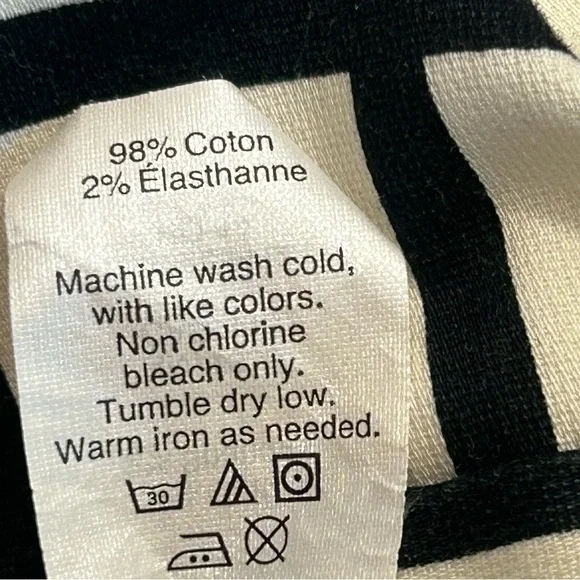 98% Coton
2% Élasthanne
Machine wash cold,
with like colors.
Non chlorine
bleach only.
Tumble dry low.
Warm iron as needed.
30